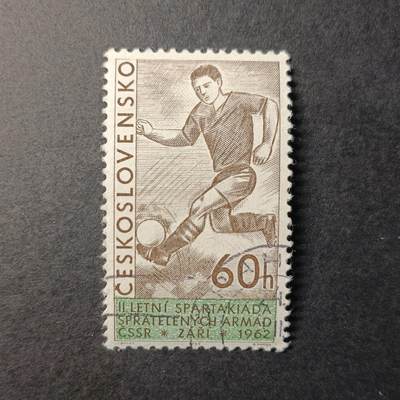 ČESKOSLOVENSKO
60h
II LETNÍ SPARTAKIÁDA
SPŘÁTELENÝCH ARMÁD
ČSSR * ZÁŘÍ * 1962